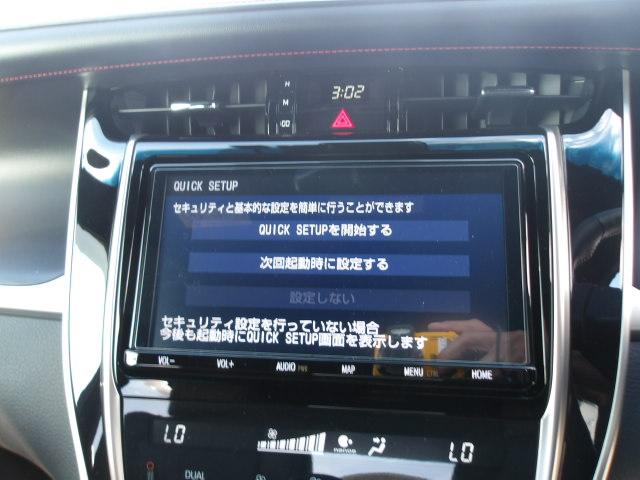 H
3:02
M
:00
QUICK SETUP
セキュリティと基本的な設定を簡単に行うことができます
QUICK SETUPを開始する
次回起動時に設定する
設定しない
セキュリティ設定を行っていない場合
今後も起動時にQUICK SETUP画面を表示します
VOL− VOL+ AUDIO PWR MAP MENU CTRL HOME
LO nanoe LO
DUAL